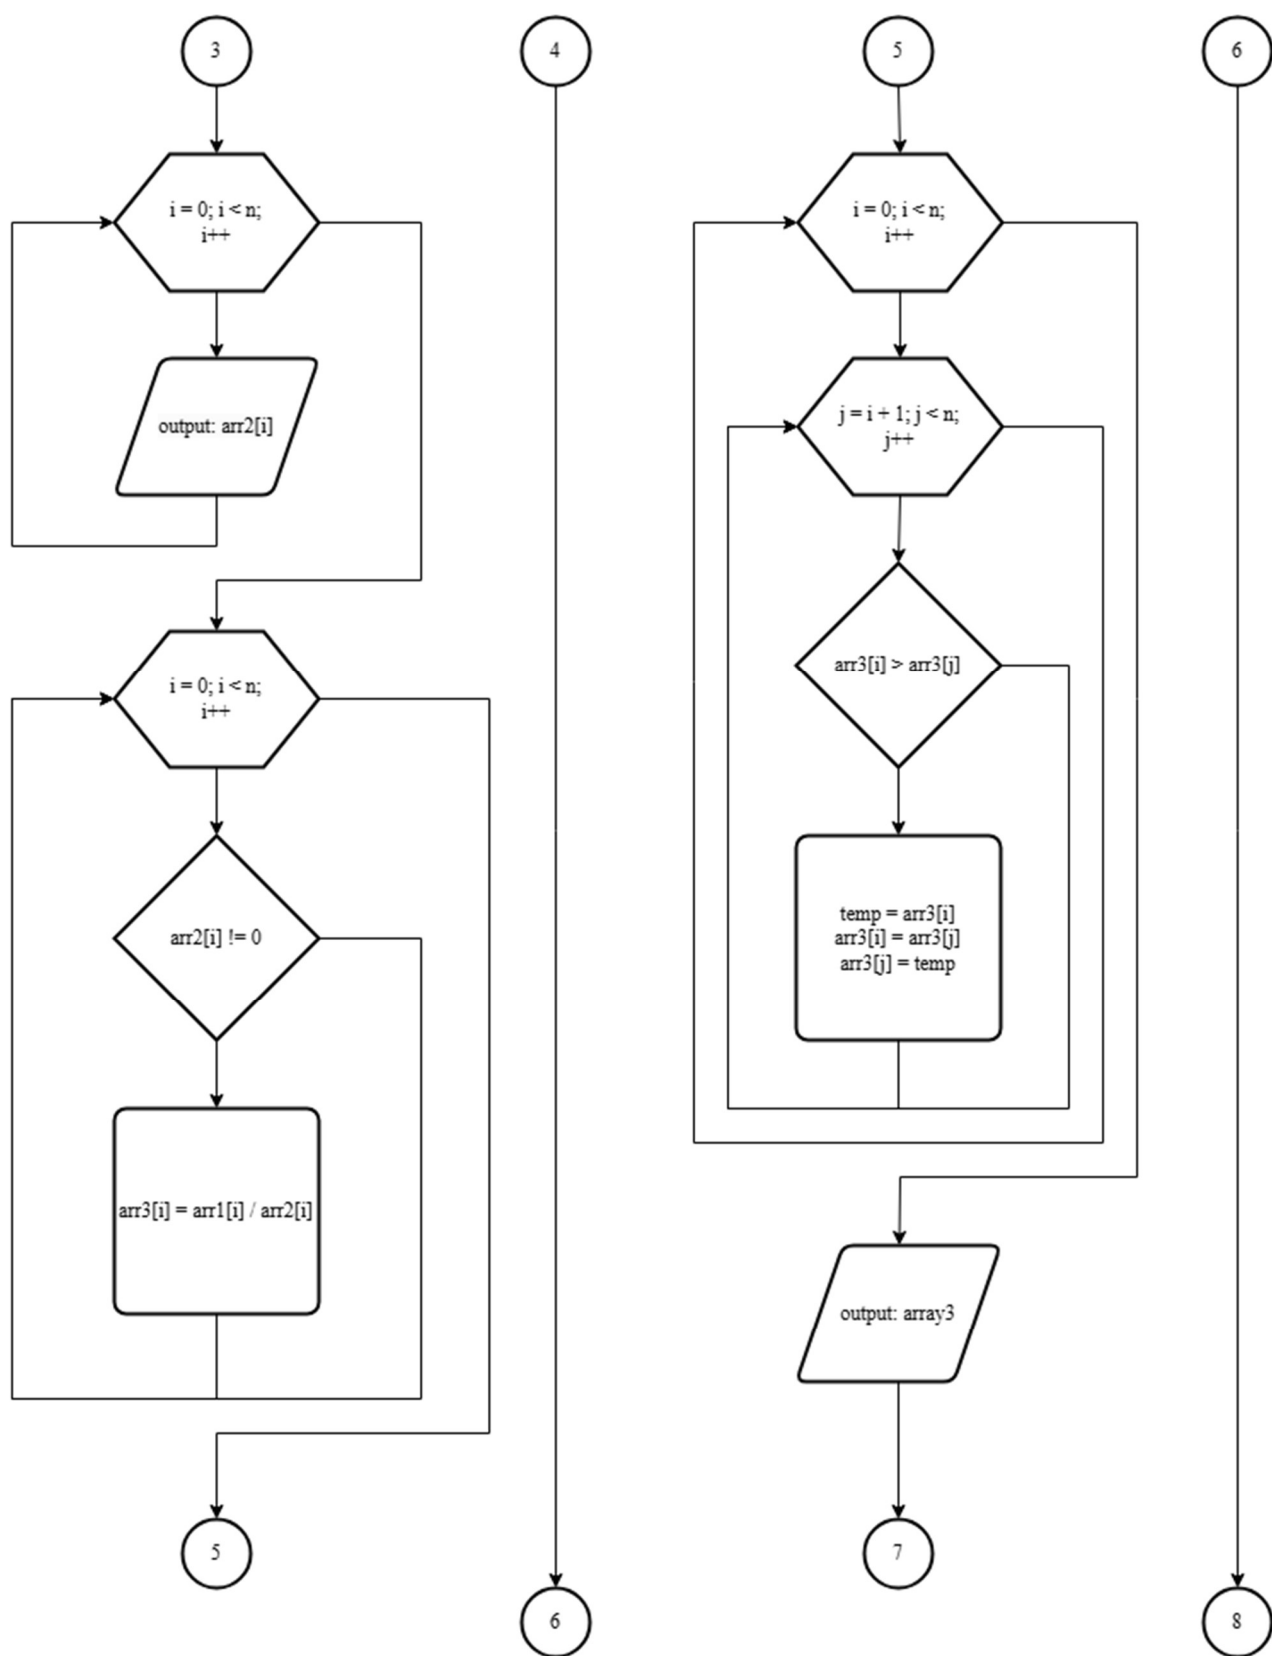 3
i = 0; i < n;
i++
output: arr2[i]
i = 0; i < n;
i++
arr2[i] != 0
arr3[i] = arr1[i] / arr2[i]
5
4
6
5
i = 0; i < n;
i++
j = i + 1; j < n;
j++
arr3[i] > arr3[j]
temp = arr3[i]
arr3[i] = arr3[j]
arr3[j] = temp
output: array3
7
6
8